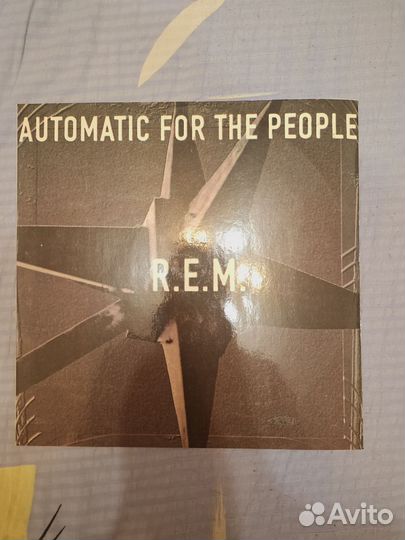 AUTOMATIC FOR THE PEOPLE
R.E.M.
Avito